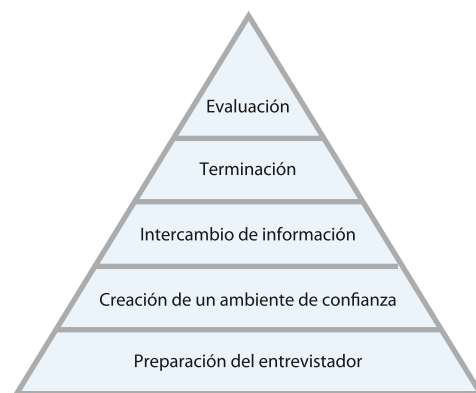 Evaluación
Terminación
Intercambio de información
Creación de un ambiente de confianza
Preparación del entrevistador